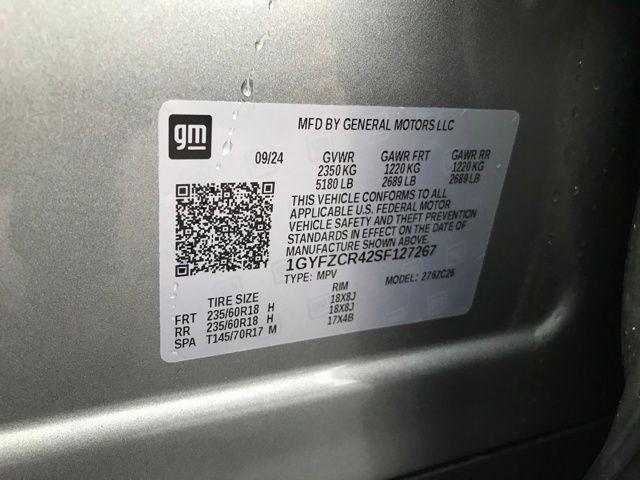 gm
MFD BY GENERAL MOTORS LLC
09/24 GVWR GAWR FRT GAWR RR
2350 KG 1220 KG 1220 KG
5180 LB 2689 LB 2689 LB
THIS VEHICLE CONFORMS TO ALL
APPLICABLE U.S. FEDERAL MOTOR
VEHICLE SAFETY AND THEFT PREVENTION
STANDARDS IN EFFECT ON THE DATE OF
MANUFACTURE SHOWN ABOVE.
1GYFZCR42SF127267
TYPE: MPV MODEL: 276ZC26
TIRE SIZE RIM
FRT 235/60R18 H 18X8J
RR 235/60R18 H 18X8J
SPA T145/70R17 M 17X4B